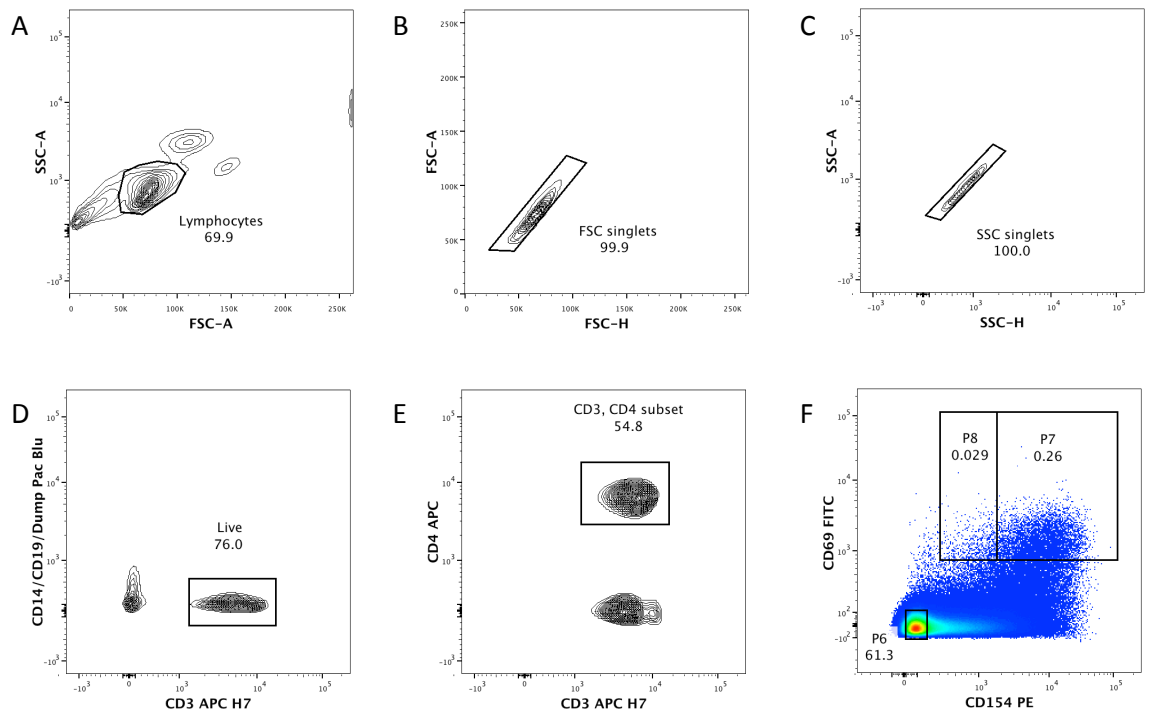 A
SSC-A
10⁵
10⁴
10³
-10³
Lymphocytes
69.9
0
50K
100K
150K
200K
250K
FSC-A
B
FSC-A
250K
200K
150K
100K
50K
0
FSC singlets
99.9
0
50K
100K
150K
200K
250K
FSC-H
C
SSC-A
10⁵
10⁴
10³
-10³
SSC singlets
100.0
-10³
0
10³
10⁴
10⁵
SSC-H
D
CD14/CD19/Dump Pac Blu
10⁵
10⁴
10³
-10³
Live
76.0
-10³
0
10³
10⁴
10⁵
CD3 APC H7
E
CD4 APC
10⁵
10⁴
10³
-10³
CD3, CD4 subset
54.8
-10³
0
10³
10⁴
10⁵
CD3 APC H7
F
CD69 FITC
10⁵
10⁴
10³
10²
-10²
P8
0.029
P7
0.26
P6
61.3
0
10³
10⁴
10⁵
CD154 PE